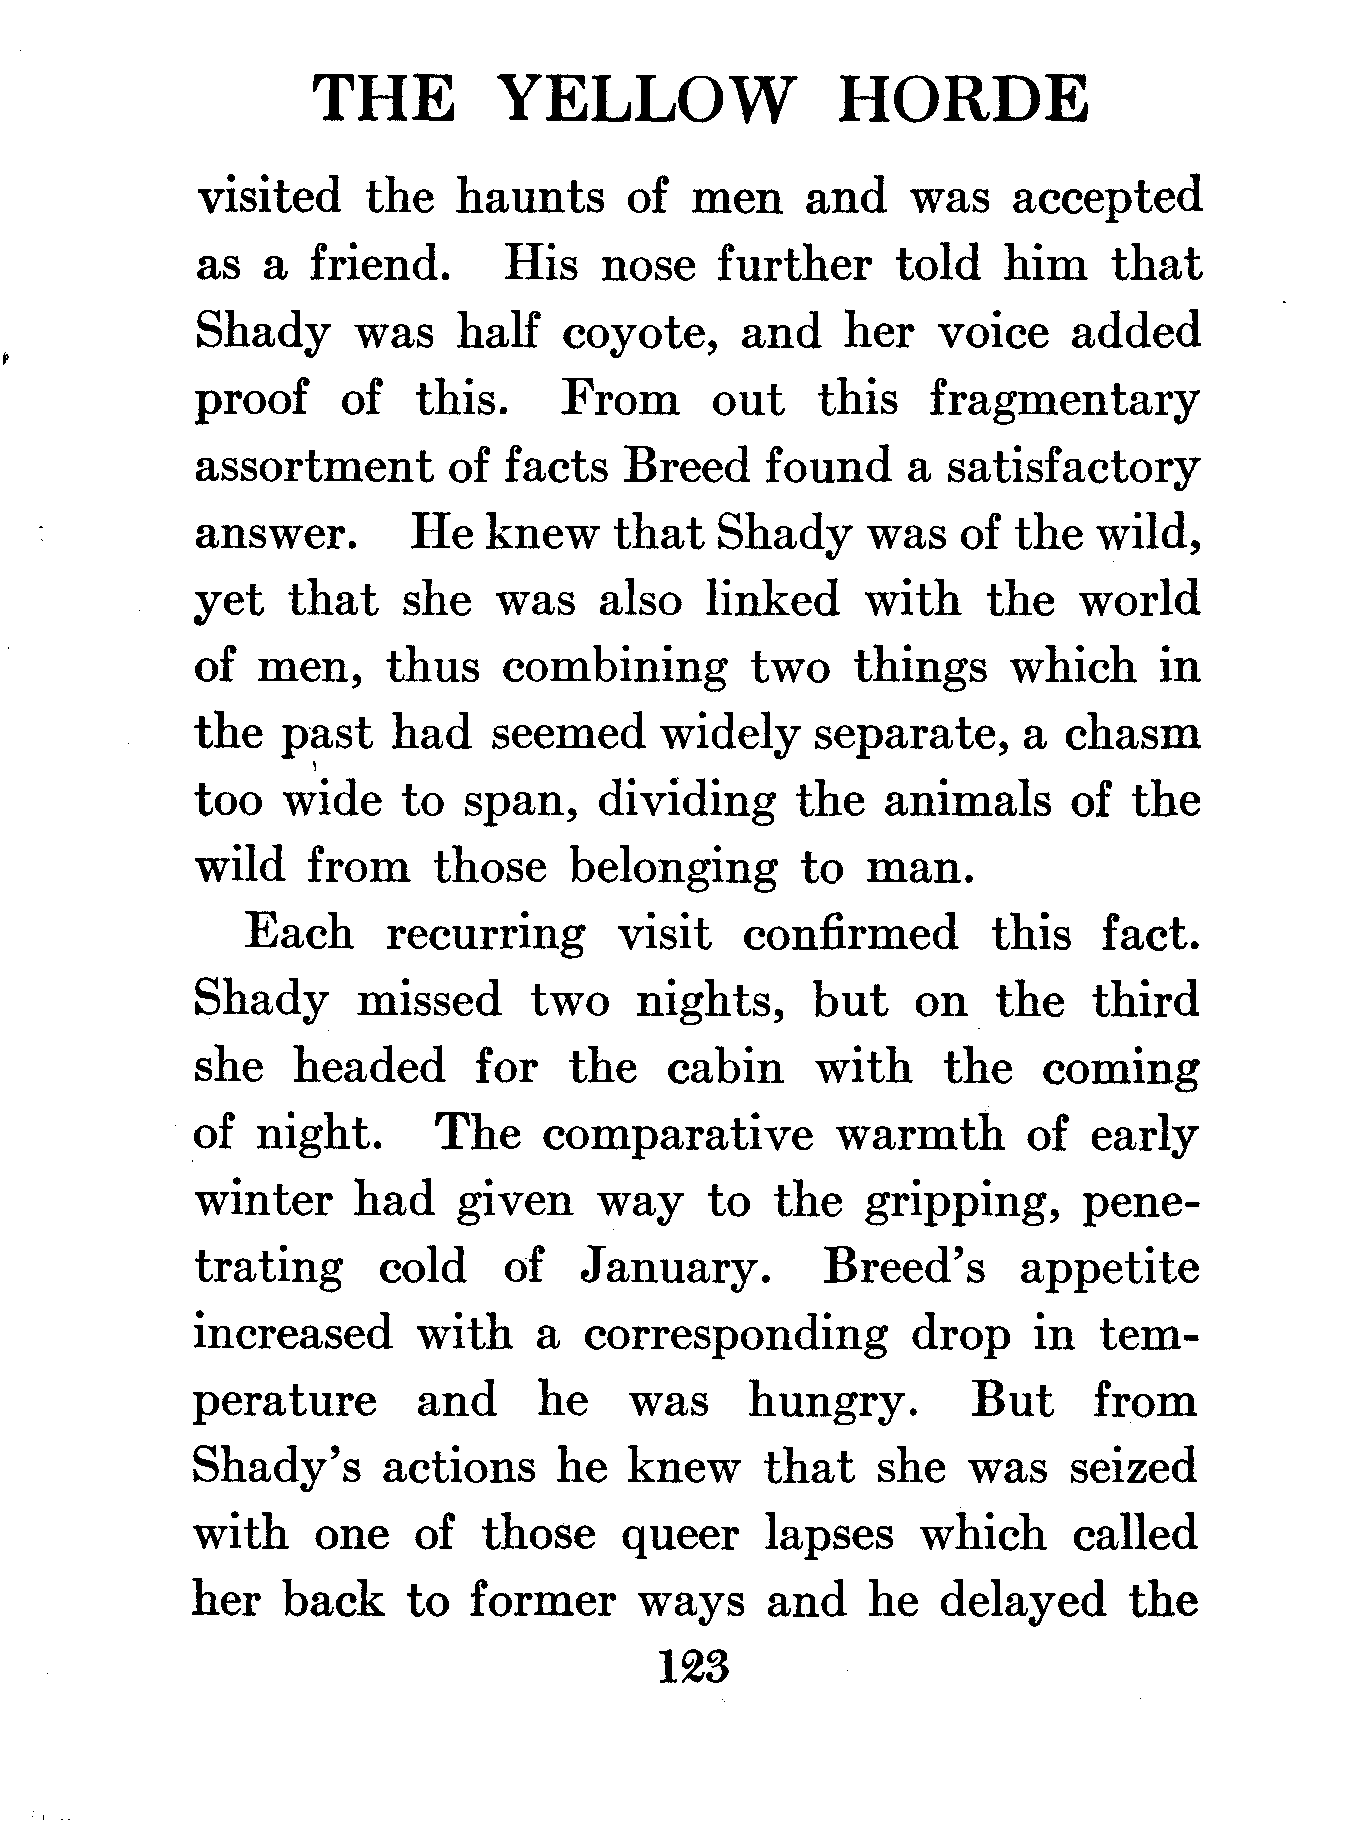 THE YELLOW HORDE
visited the haunts of men and was accepted
as a friend. His nose further told him that
Shady was half coyote, and her voice added
proof of this. From out this fragmentary
assortment of facts Breed found a satisfactory
answer. He knew that Shady was of the wild,
yet that she was also linked with the world
of men, thus combining two things which in
the past had seemed widely separate, a chasm
too wide to span, dividing the animals of the
wild from those belonging to man.
Each recurring visit confirmed this fact.
Shady missed two nights, but on the third
she headed for the cabin with the coming
of night. The comparative warmth of early
winter had given way to the gripping, pene-
trating cold of January. Breed's appetite
increased with a corresponding drop in tem-
perature and he was hungry. But from
Shady's actions he knew that she was seized
with one of those queer lapses which called
her back to former ways and he delayed the
123